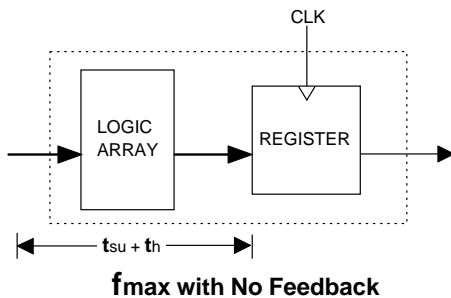 CLK
LOGIC
ARRAY
REGISTER
tsu + th
fmax with No Feedback